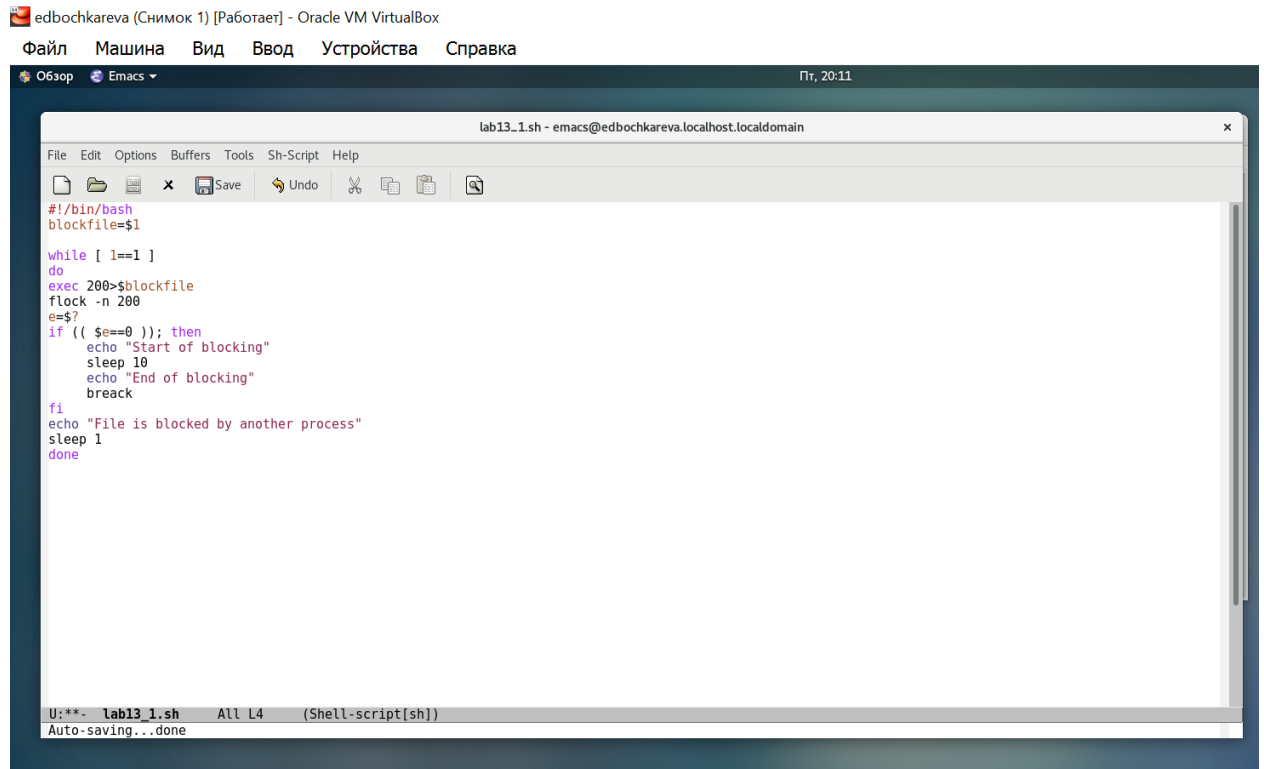 edbochkareva (Снимок 1) [Работает] - Oracle VM VirtualBox
Файл Машина Вид Ввод Устройства Справка
Обзор Emacs Пт, 20:11
lab13_1.sh - emacs@edbochkareva.localhost.localdomain ×
File Edit Options Buffers Tools Sh-Script Help
Save Undo
#!/bin/bash
blockfile=$1
while [ 1==1 ]
do
exec 200>$blockfile
flock -n 200
e=$?
if (( $e==0 )); then
echo "Start of blocking"
sleep 10
echo "End of blocking"
breack
fi
echo "File is blocked by another process"
sleep 1
done
U:**- lab13_1.sh All L4 (Shell-script[sh])
Auto-saving...done